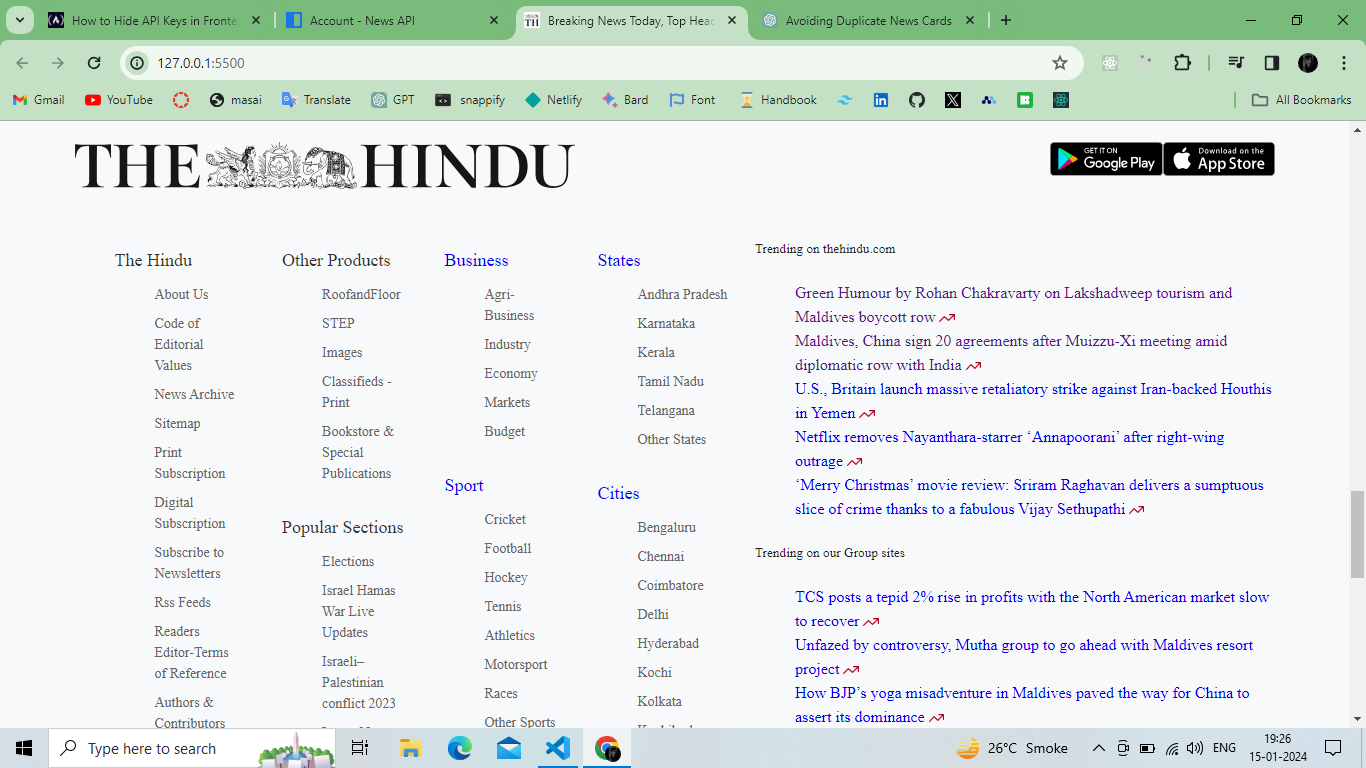 How to Hide API Keys in Fronte
Account - News API
Breaking News Today, Top Head
Avoiding Duplicate News Cards
127.0.0.1:5500
Gmail
YouTube
masai
Translate
GPT
snappify
Netlify
Bard
Font
Handbook
All Bookmarks
THE HINDU
GET IT ON
Google Play
Download on the
App Store
The Hindu
About Us
Code of
Editorial
Values
News Archive
Sitemap
Print
Subscription
Digital
Subscription
Subscribe to
Newsletters
Rss Feeds
Readers
Editor-Terms
of Reference
Authors &
Contributors
Other Products
RoofandFloor
STEP
Images
Classifieds -
Print
Bookstore &
Special
Publications
Popular Sections
Elections
Israel Hamas
War Live
Updates
Israeli–
Palestinian
conflict 2023
Business
Agri-
Business
Industry
Economy
Markets
Budget
Sport
Cricket
Football
Hockey
Tennis
Athletics
Motorsport
Races
Other Sports
States
Andhra Pradesh
Karnataka
Kerala
Tamil Nadu
Telangana
Other States
Cities
Bengaluru
Chennai
Coimbatore
Delhi
Hyderabad
Kochi
Kolkata
Trending on thehindu.com
Green Humour by Rohan Chakravarty on Lakshadweep tourism and
Maldives boycott row
Maldives, China sign 20 agreements after Muizzu-Xi meeting amid
diplomatic row with India
U.S., Britain launch massive retaliatory strike against Iran-backed Houthis
in Yemen
Netflix removes Nayanthara-starrer ‘Annapoorani’ after right-wing
outrage
‘Merry Christmas’ movie review: Sriram Raghavan delivers a sumptuous
slice of crime thanks to a fabulous Vijay Sethupathi
Trending on our Group sites
TCS posts a tepid 2% rise in profits with the North American market slow
to recover
Unfazed by controversy, Mutha group to go ahead with Maldives resort
project
How BJP’s yoga misadventure in Maldives paved the way for China to
assert its dominance
Type here to search
26°C Smoke
ENG
19:26
15-01-2024